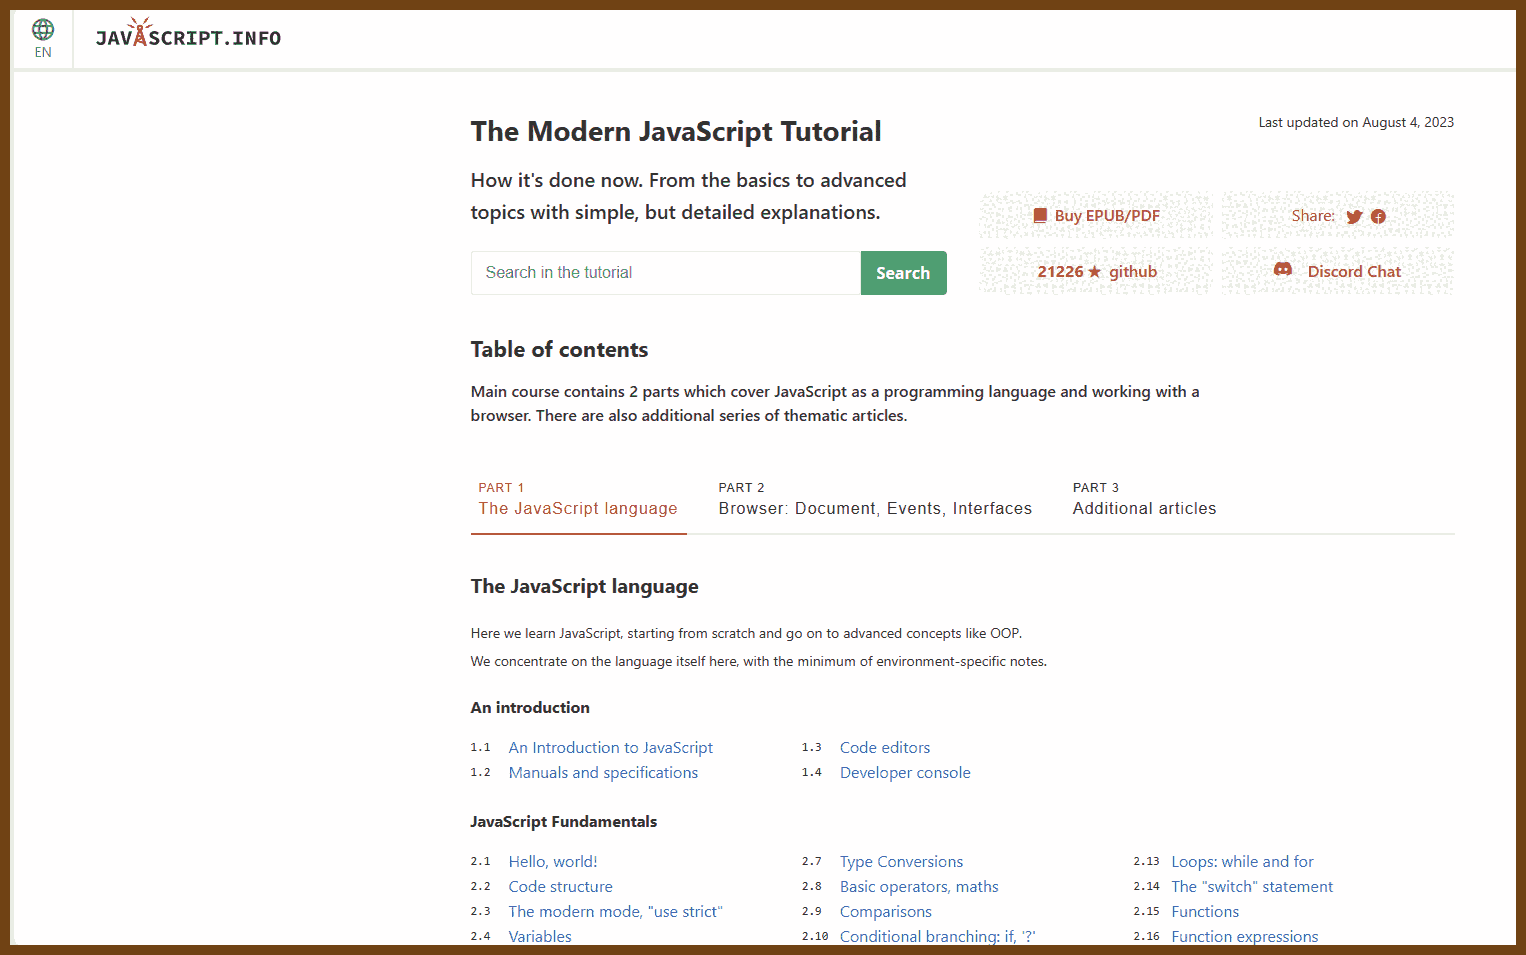 EN
JAVASCRIPT.INFO
The Modern JavaScript Tutorial
Last updated on August 4, 2023
How it's done now. From the basics to advanced
topics with simple, but detailed explanations.
Search in the tutorial
Search
Buy EPUB/PDF
Share:
21226 ★ github
Discord Chat
Table of contents
Main course contains 2 parts which cover JavaScript as a programming language and working with a
browser. There are also additional series of thematic articles.
PART 1
The JavaScript language
PART 2
Browser: Document, Events, Interfaces
PART 3
Additional articles
The JavaScript language
Here we learn JavaScript, starting from scratch and go on to advanced concepts like OOP.
We concentrate on the language itself here, with the minimum of environment-specific notes.
An introduction
1.1 An Introduction to JavaScript
1.2 Manuals and specifications
1.3 Code editors
1.4 Developer console
JavaScript Fundamentals
2.1 Hello, world!
2.2 Code structure
2.3 The modern mode, "use strict"
2.4 Variables
2.7 Type Conversions
2.8 Basic operators, maths
2.9 Comparisons
2.10 Conditional branching: if, '?'
2.13 Loops: while and for
2.14 The "switch" statement
2.15 Functions
2.16 Function expressions